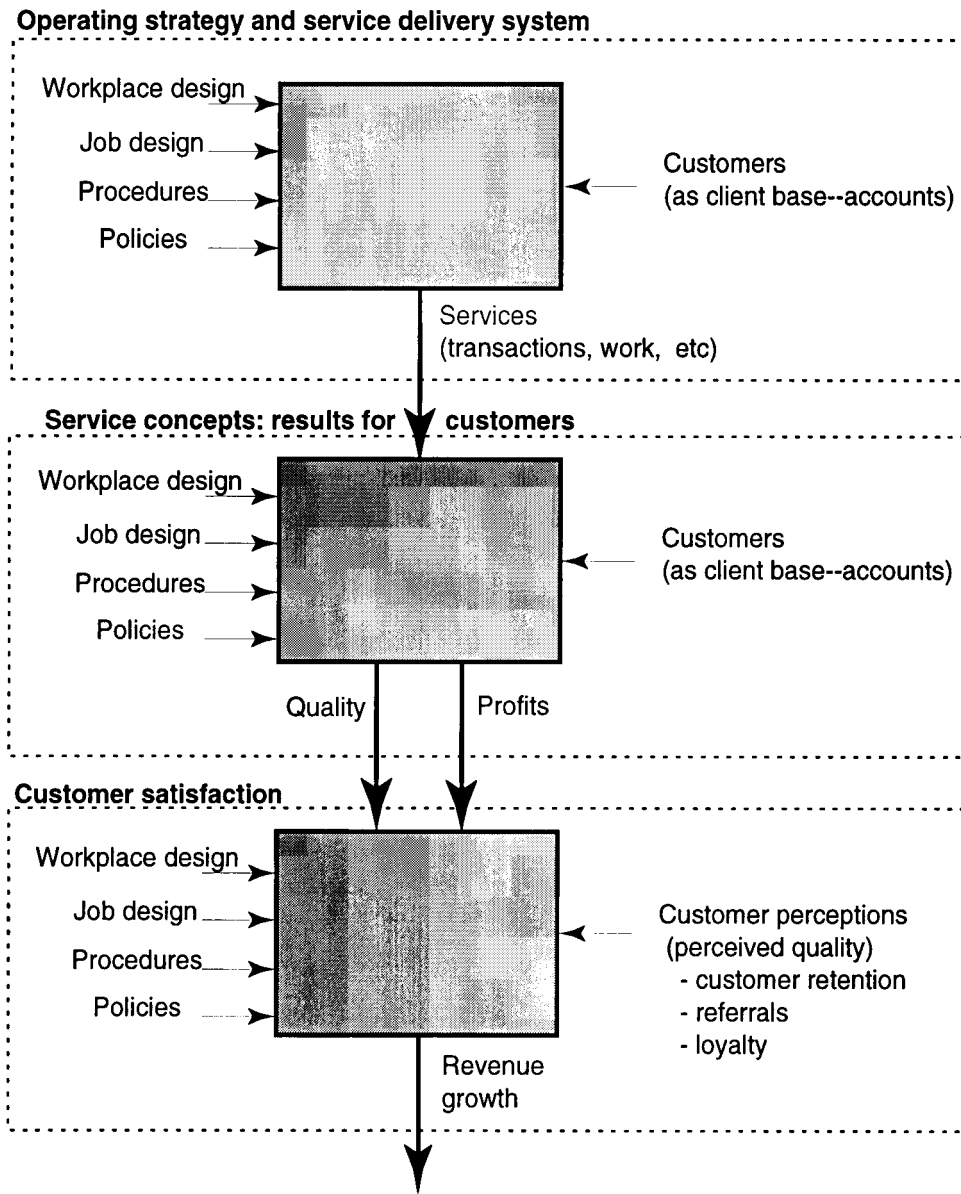 Operating strategy and service delivery system
Workplace design
Job design
Procedures
Policies
Customers
(as client base--accounts)
Services
(transactions, work, etc)
Service concepts: results for customers
Workplace design
Job design
Procedures
Policies
Customers
(as client base--accounts)
Quality
Profits
Customer satisfaction
Workplace design
Job design
Procedures
Policies
Customer perceptions
(perceived quality)
- customer retention
- referrals
- loyalty
Revenue
growth